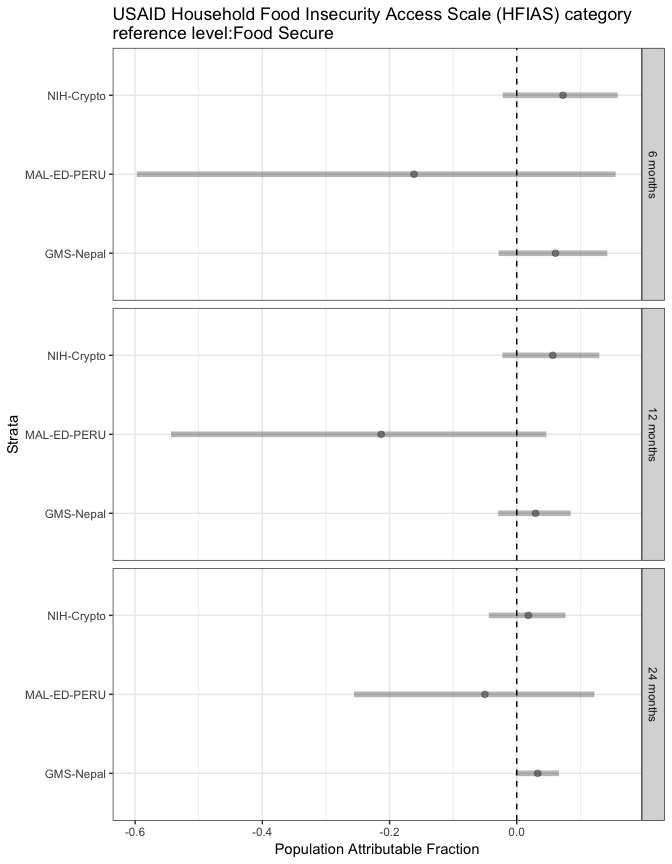 USAID Household Food Insecurity Access Scale (HFIAS) category
reference level:Food Secure
NIH-Crypto
MAL-ED-PERU
GMS-Nepal
6 months
NIH-Crypto
MAL-ED-PERU
GMS-Nepal
12 months
NIH-Crypto
MAL-ED-PERU
GMS-Nepal
24 months
Strata
-0.6
-0.4
-0.2
0.0
Population Attributable Fraction